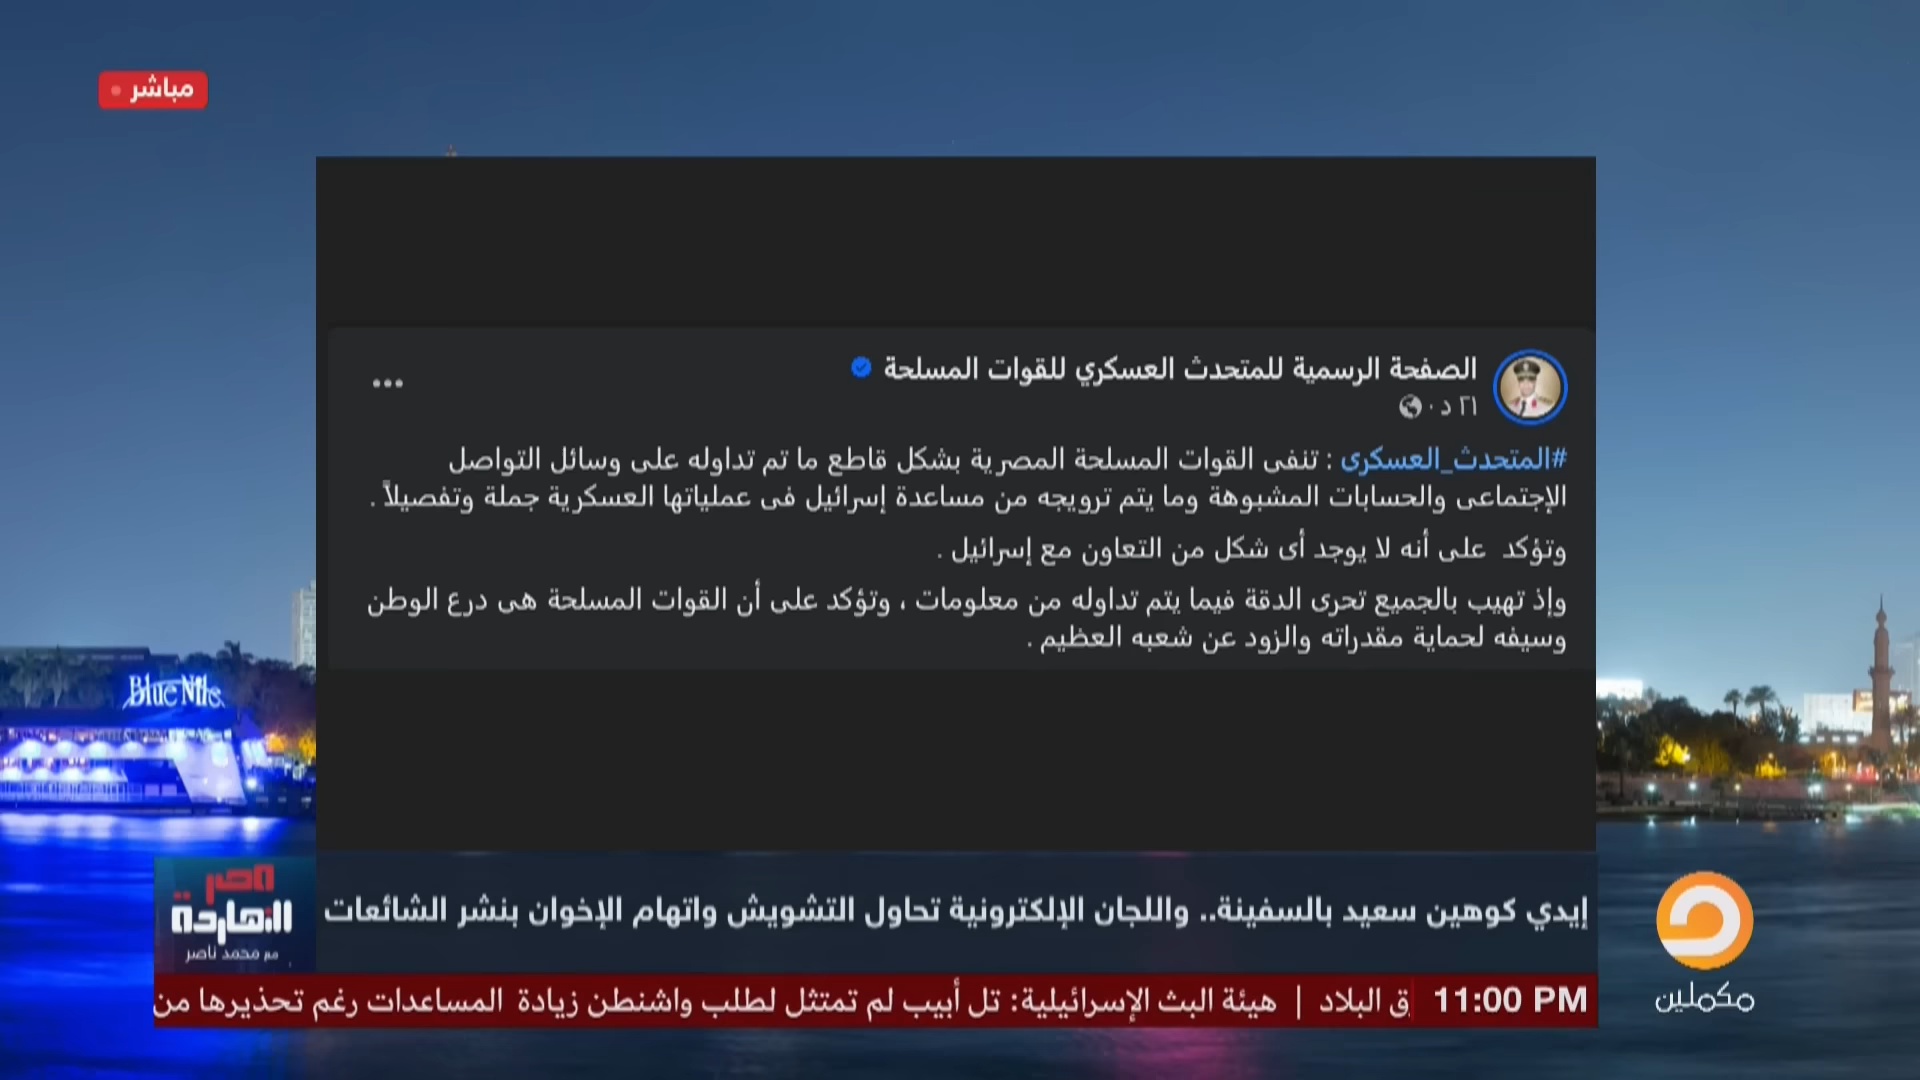 مباشر
الصفحة الرسمية للمتحدث العسكري للقوات المسلحة
٢١ د ·
#المتحدث_العسكرى : تنفى القوات المسلحة المصرية بشكل قاطع ما تم تداوله على وسائل التواصل
الإجتماعى والحسابات المشبوهة وما يتم ترويجه من مساعدة إسرائيل فى عملياتها العسكرية جملة وتفصيلاً .
وتؤكد على أنه لا يوجد أى شكل من التعاون مع إسرائيل .
وإذ تهيب بالجميع تحرى الدقة فيما يتم تداوله من معلومات ، وتؤكد على أن القوات المسلحة هى درع الوطن
وسيفه لحماية مقدراته والزود عن شعبه العظيم .
Blue Nile
إيدي كوهين سعيد بالسفينة.. واللجان الإلكترونية تحاول التشويش واتهام الإخوان بنشر الشائعات
مصر
النهاردة
مع محمد ناصر
11:00 PM
ق البلاد | هيئة البث الإسرائيلية: تل أبيب لم تمتثل لطلب واشنطن زيادة المساعدات رغم تحذيرها من
مكملين